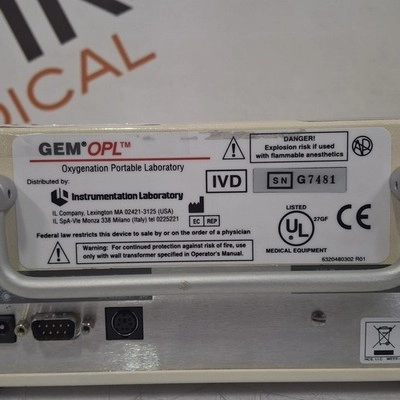 DICAL
GEM® OPL™
Oxygenation Portable Laboratory
DANGER!
Explosion risk if used
with flammable anesthetics
Distributed by:
Instrumentation Laboratory
IVD
SN G7481
IL Company, Lexington MA 02421-3125 (USA)
IL SpA-Vle Monza 338 Milano (Italy) tel 0225221
EC REP
LISTED
27GF
UL
MEDICAL EQUIPMENT
CE
Federal law restricts this device to sale by or on the order of a physician
Warning: For continued protection against risk of fire, use
only with wall transformer specified in Operator's Manual.
6320480302 R01